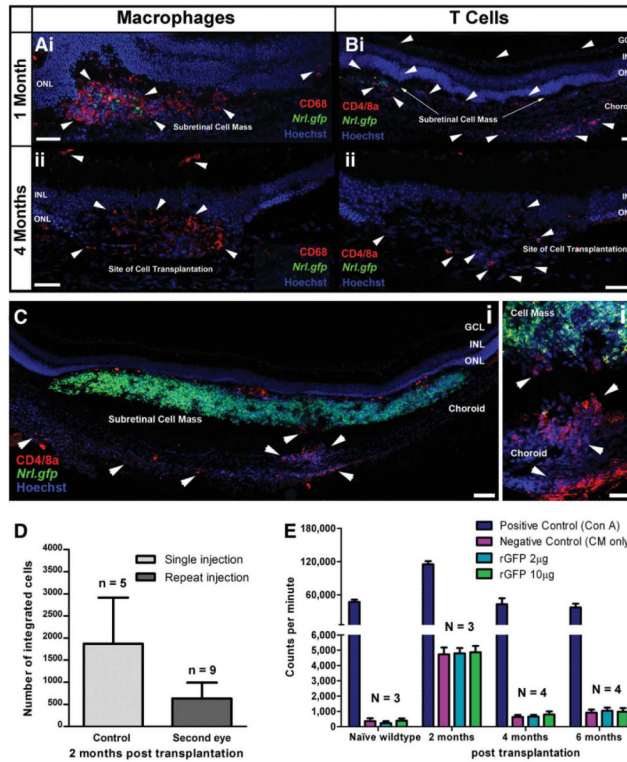 Macrophages
T Cells
1 Month
Ai
ONL
Subretinal Cell Mass
CD68
Nrl.gfp
Hoechst
Bi
GCL
ONL
CD4/8a
Nrl.gfp
Hoechst
Subretinal Cell Mass
4 Months
ii
INL
ONL
Site of Cell Transplantation
CD68
Nrl.gfp
Hoechst
ii
ONL
CD4/8a
Nrl.gfp
Hoechst
Site of Cell Transplantation
C
i
GCL
INL
ONL
Subretinal Cell Mass
Choroid
CD4/8a
Nrl.gfp
Hoechst
Cell Mass
Choroid
D
Number of integrated cells
4000
3500
3000
2500
2000
1500
1000
500
0
Single injection
Repeat injection
n = 5
n = 9
Control
Second eye
2 months post transplantation
E
Counts per minute
180,000
120,000
60,000
6,000
5,000
4,000
3,000
2,000
1,000
0
Positive Control (Con A)
Negative Control (CM only
rGFP 2µg
rGFP 10µg
N = 3
N = 3
N = 4
N = 4
Naïve wildtype
2 months
4 months
6 months
post transplantation